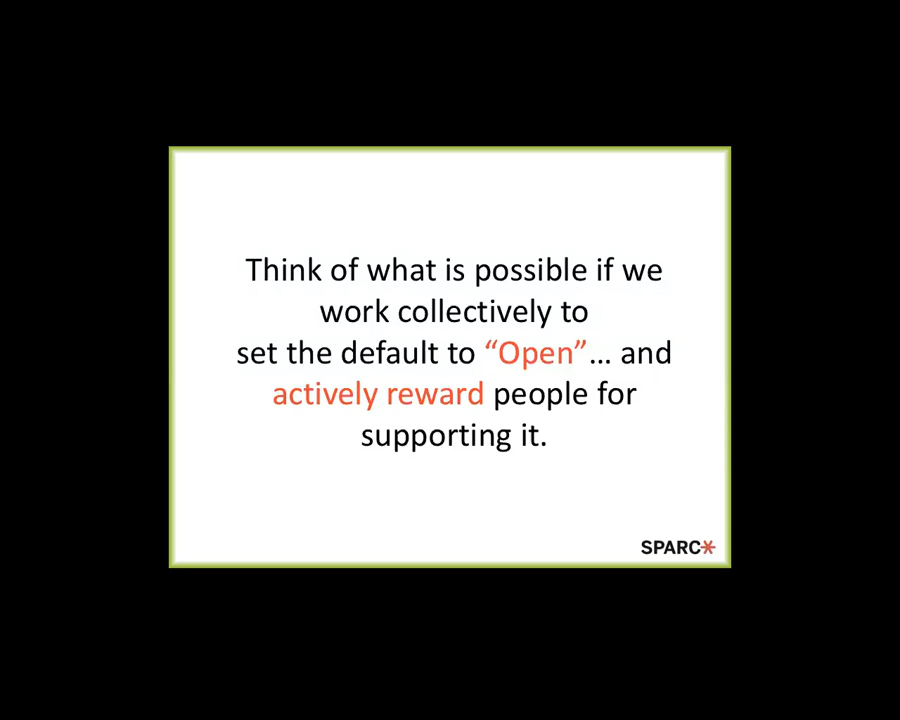 Think of what is possible if we
work collectively to
set the default to “Open”… and
actively reward people for
supporting it.
SPARC*